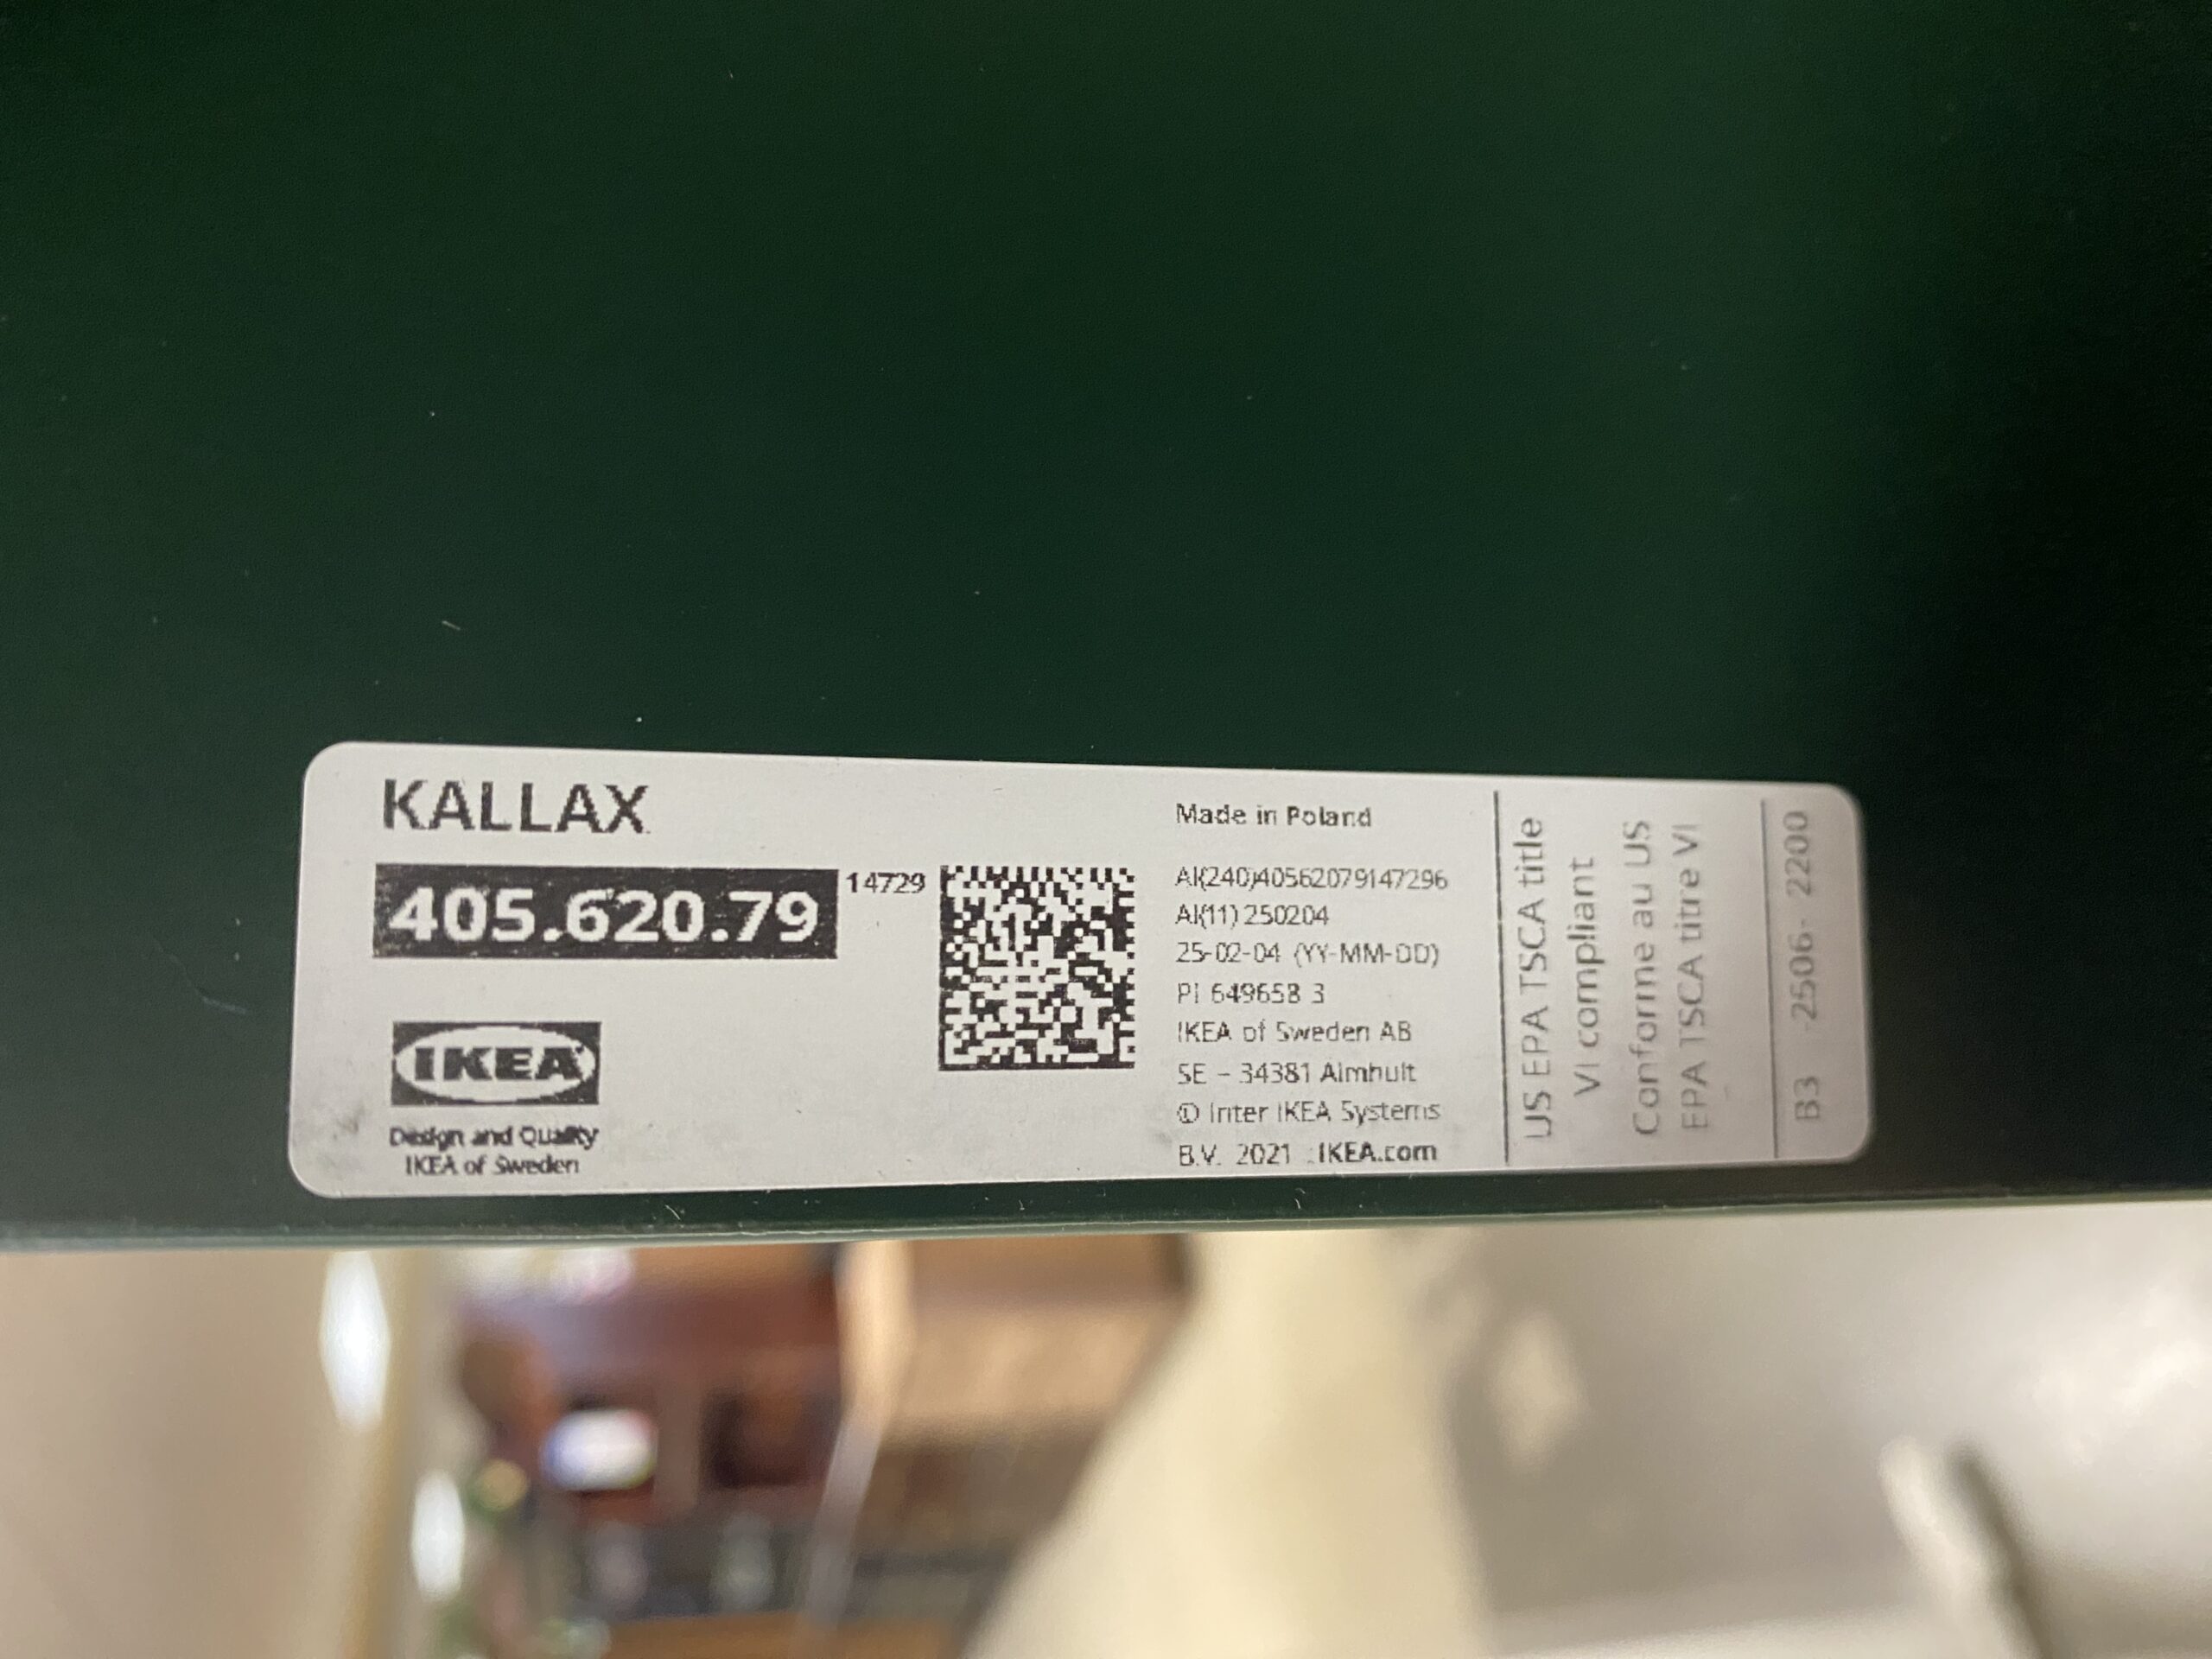 KALLAX
405.620.79
14729
IKEA
Design and Quality
IKEA of Sweden
Made in Poland
AI(240)40562079147296
AI(11)250204
25-02-04 (YY-MM-DD)
PI 649658 3
IKEA of Sweden AB
SE – 34381 Älmhult
© Inter IKEA Systems
B.V. 2021 IKEA.com
US EPA TSCA title
VI compliant
Conforme au US
EPA TSCA titre VI
B3 2506- 2200